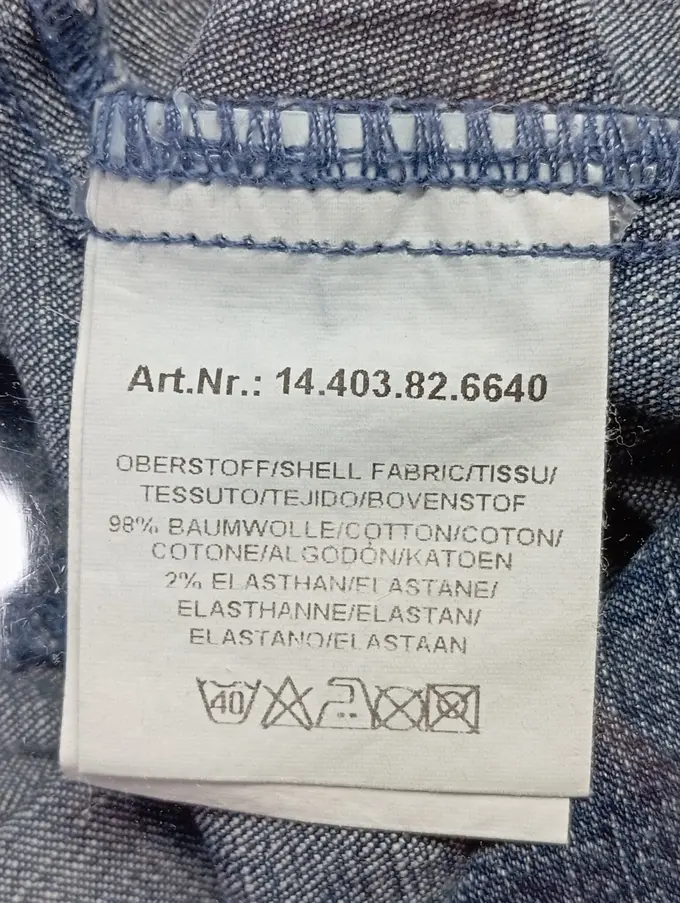 Art.Nr.: 14.403.82.6640
OBERSTOFF/SHELL FABRIC/TISSU/
TESSUTO/TEJIDO/BOVENSTOF
98% BAUMWOLLE/COTTON/COTON/
COTONE/ALGODÓN/KATOEN
2% ELASTHAN/ELASTANE/
ELASTHANNE/ELASTAN/
ELASTANO/ELASTAAN
40